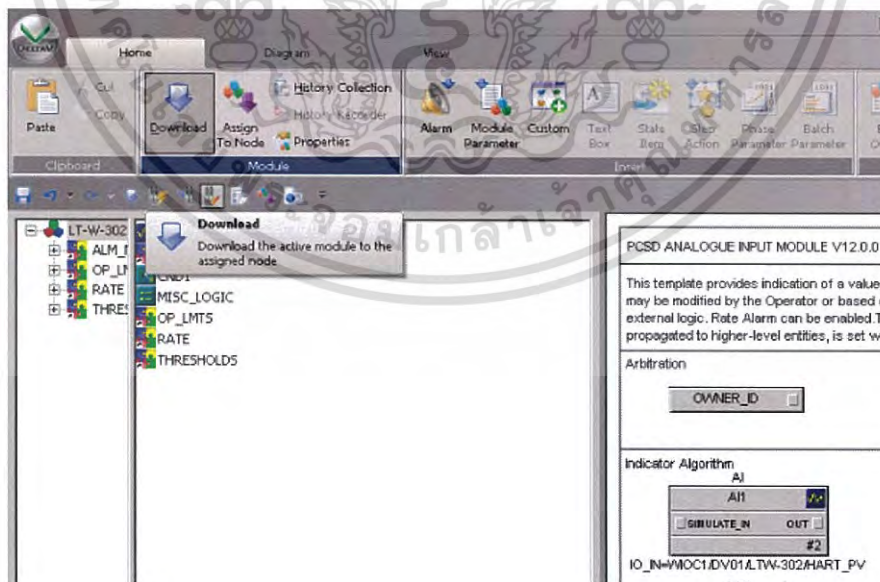 DELTAV
Home Diagram View
Paste
Cut
Copy
Clipboard
Download
Assign To Node
History Collection
History Recorder
Properties
Module
Alarm
Module Parameter
Custom
Text Box
State Item
Step Action
Phase Parameter
Batch Parameter
Insert
Download
Download the active module to the
assigned node
LT-W-302
ALM_
OP_L
RATE
THRES
CND1
MISC_LOGIC
OP_LMTS
RATE
THRESHOLDS
PCSD ANALOGUE INPUT MODULE V12.0.0
This template provides indication of a value
may be modified by the Operator or based
external logic. Rate Alarm can be enabled.
propagated to higher-level entities, is set w
Arbitration
OWNER_ID
Indicator Algorithm
AI
AI1
SIMULATE_IN OUT
#2
IO_IN=WIOC1/DV01/LTW-302/HART_PV